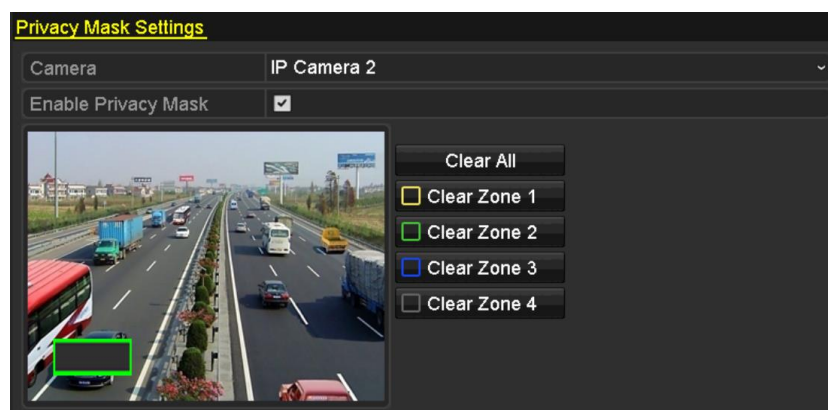 Privacy Mask Settings
Camera IP Camera 2
Enable Privacy Mask
Clear All
Clear Zone 1
Clear Zone 2
Clear Zone 3
Clear Zone 4